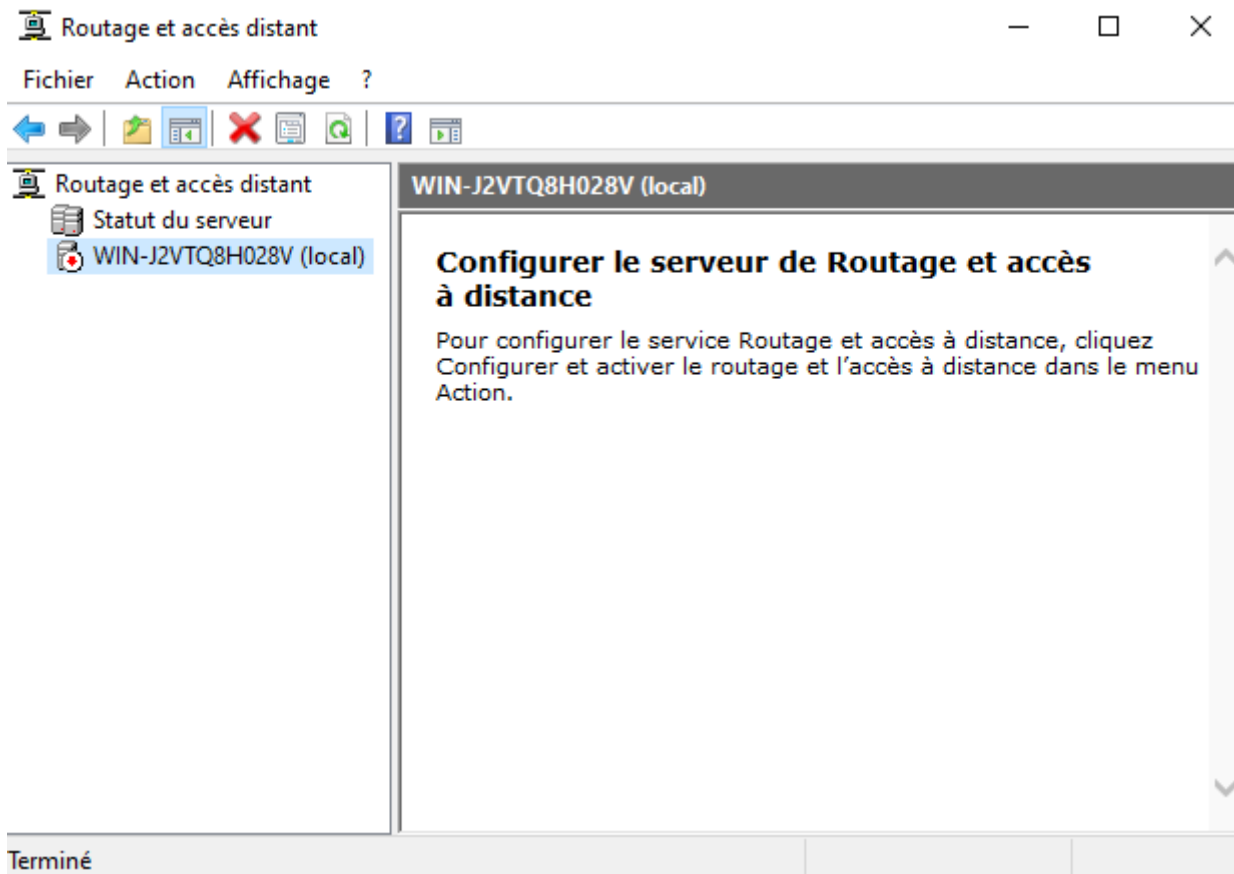 Routage et accès distant
Fichier Action Affichage ?
Routage et accès distant
Statut du serveur
WIN-J2VTQ8H028V (local)
WIN-J2VTQ8H028V (local)
Configurer le serveur de Routage et accès
à distance
Pour configurer le service Routage et accès à distance, cliquez
Configurer et activer le routage et l’accès à distance dans le menu
Action.
Terminé